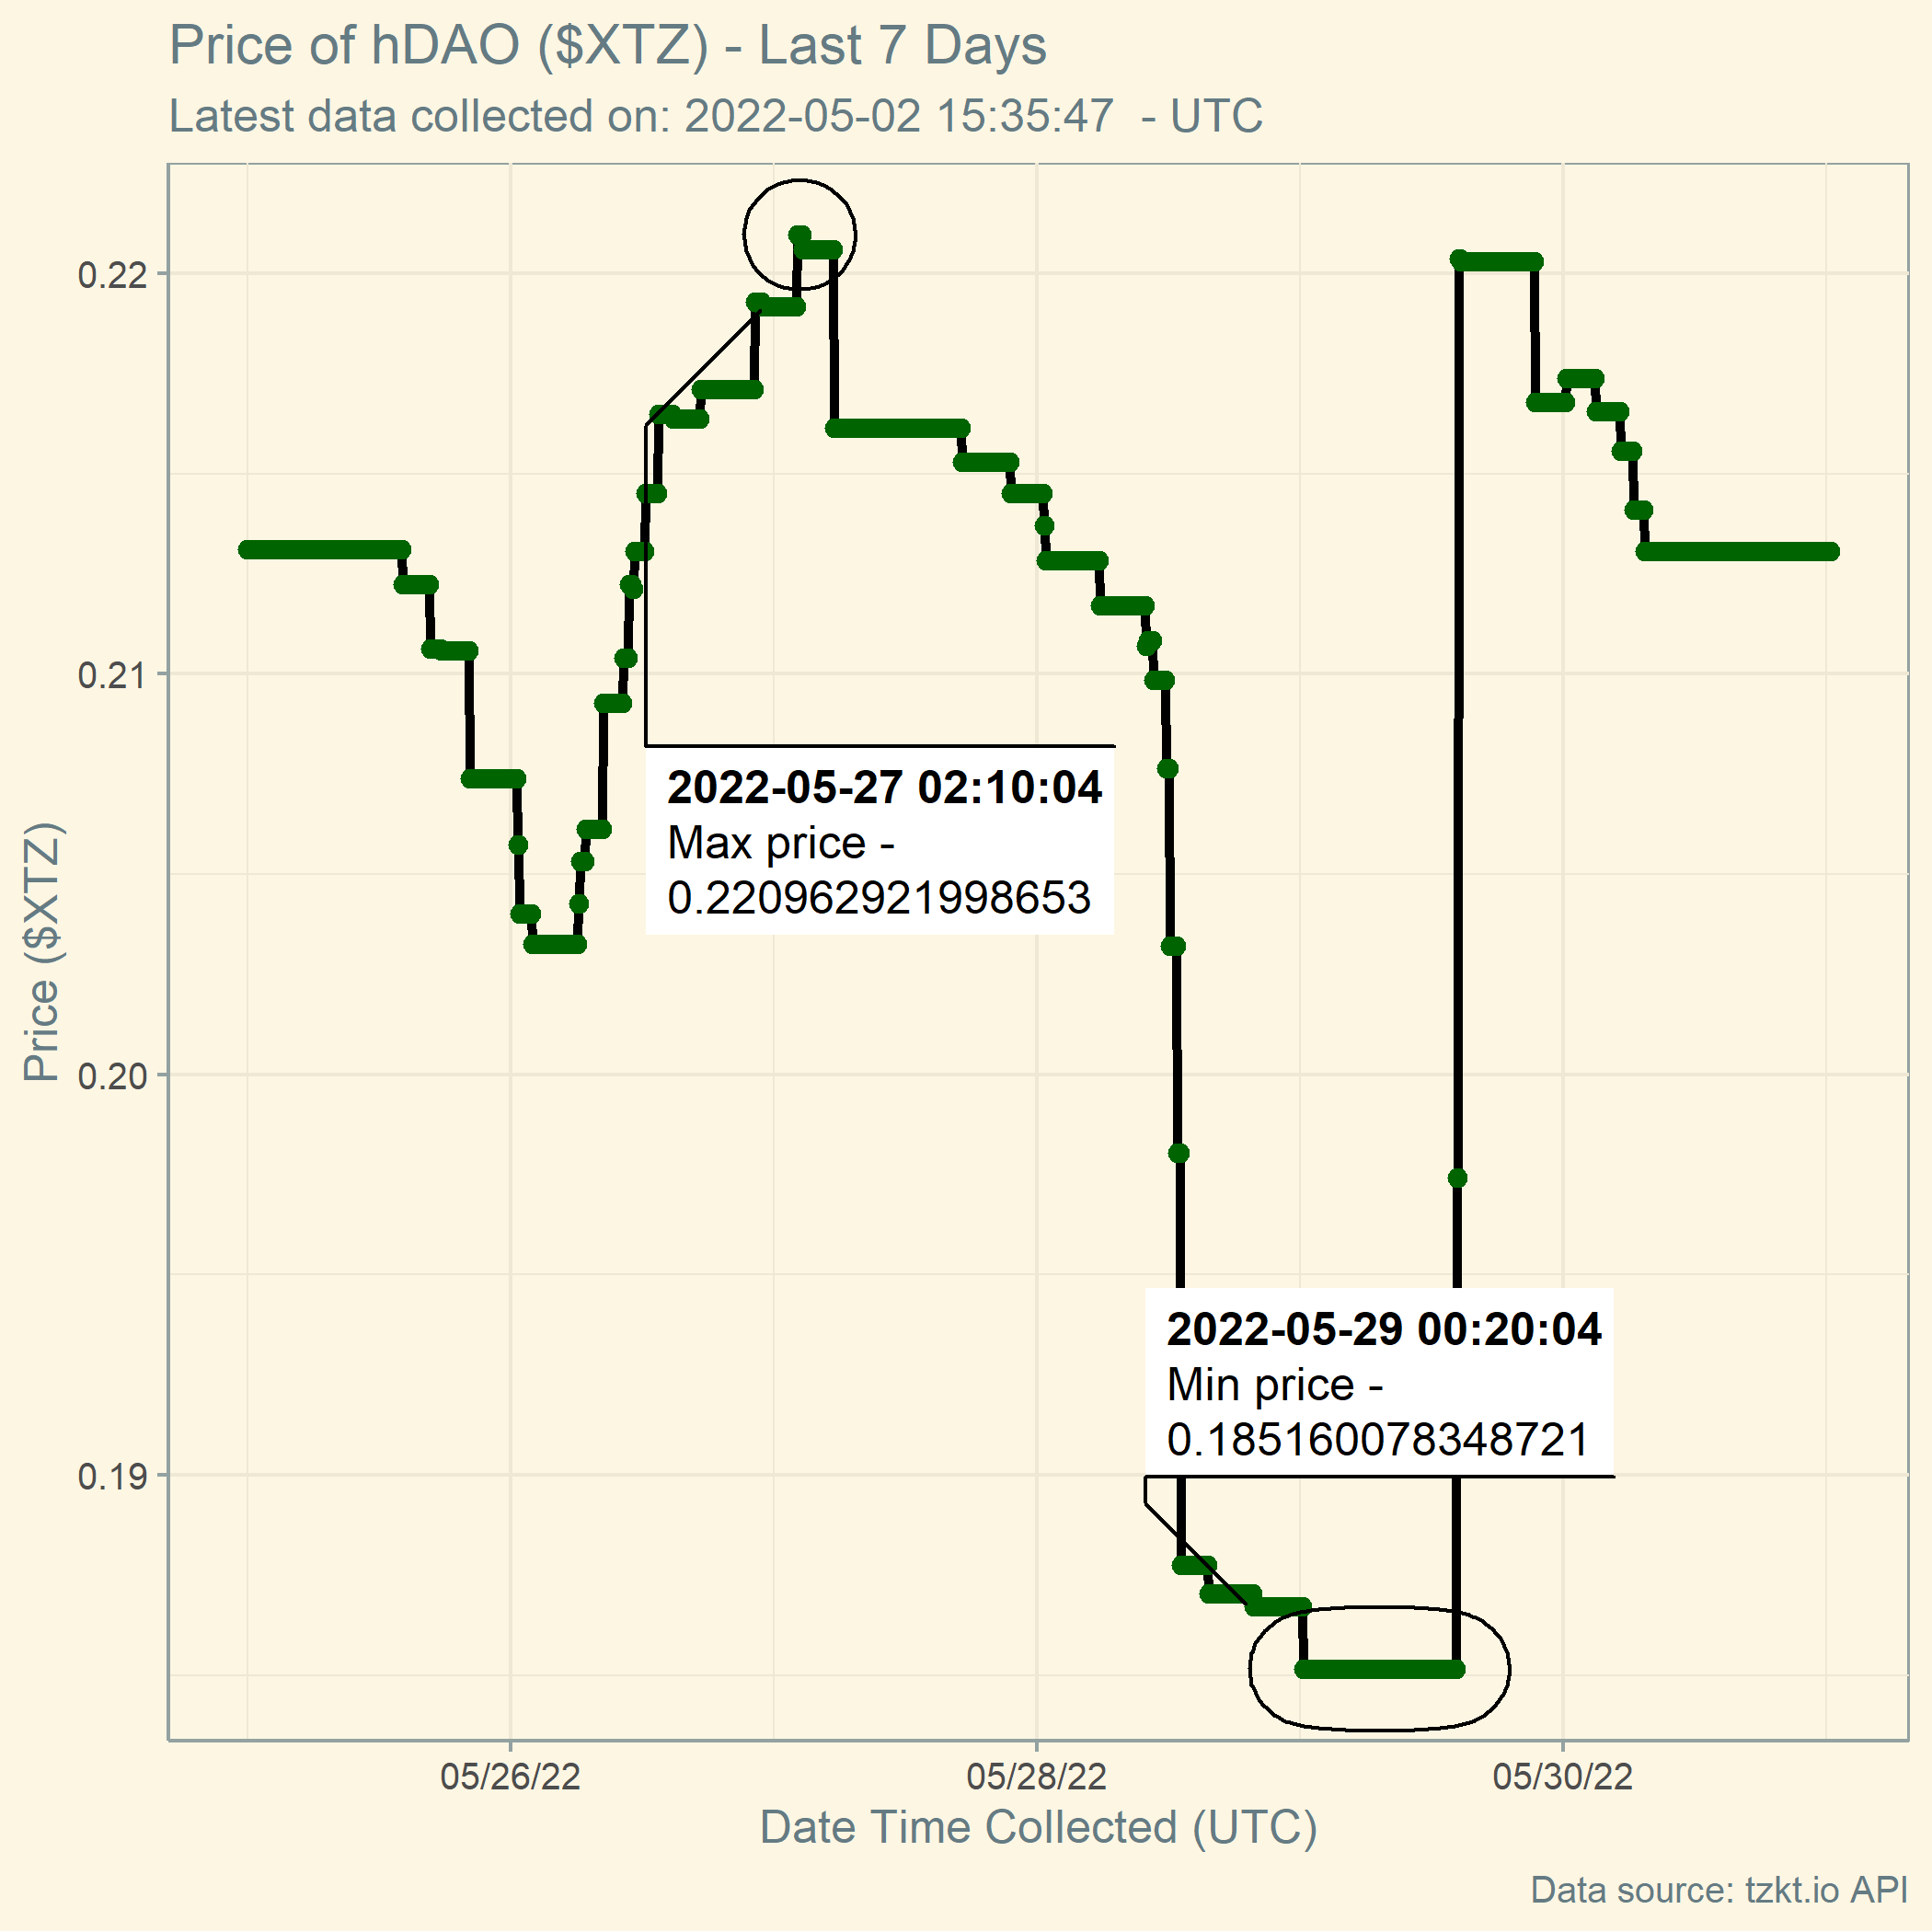 Price of hDAO ($XTZ) - Last 7 Days
Latest data collected on: 2022-05-02 15:35:47  - UTC
0.22
0.21
0.20
0.19
Price ($XTZ)
2022-05-27 02:10:04
Max price -
0.220962921998653
2022-05-29 00:20:04
Min price -
0.185160078348721
05/26/22
05/28/22
05/30/22
Date Time Collected (UTC)
Data source: tzkt.io API